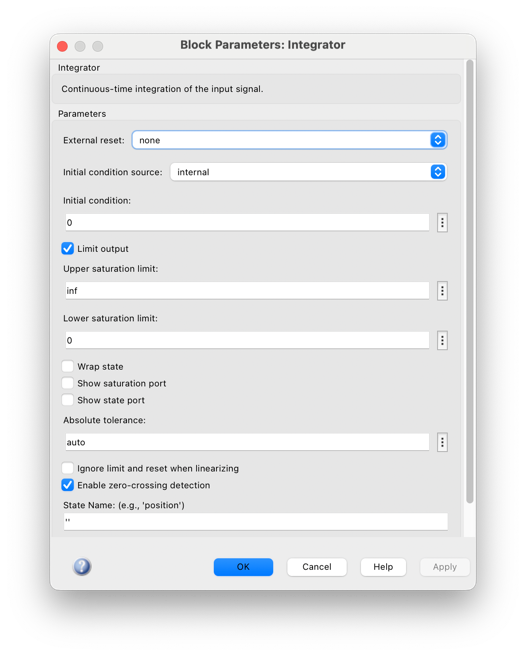 Block Parameters: Integrator
Integrator
Continuous-time integration of the input signal.
Parameters
External reset: none
Initial condition source: internal
Initial condition:
0
Limit output
Upper saturation limit:
inf
Lower saturation limit:
0
Wrap state
Show saturation port
Show state port
Absolute tolerance:
auto
Ignore limit and reset when linearizing
Enable zero-crossing detection
State Name: (e.g., 'position')
''
? OK Cancel Help Apply